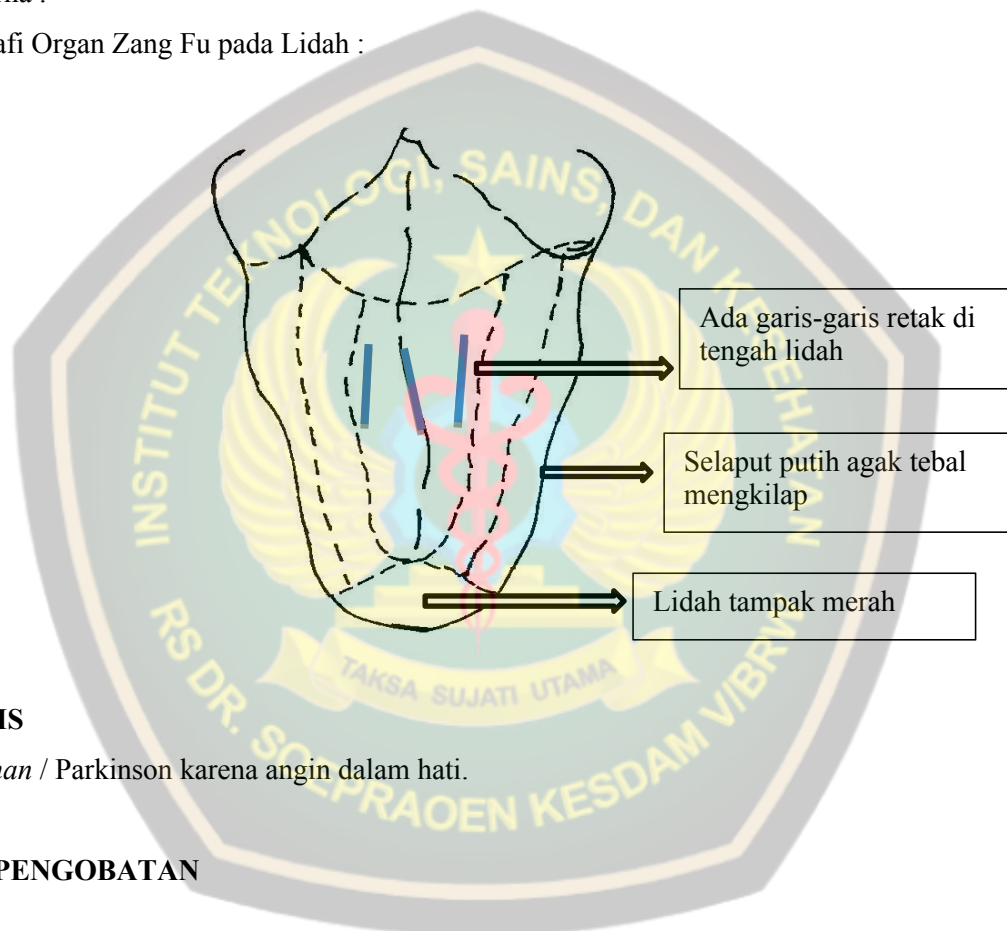 afi Organ Zang Fu pada Lidah :
INSTITUT TEKNOLOGI, SAINS, DAN KESEHATAN
Ada garis-garis retak di
tengah lidah
Selaput putih agak tebal
mengkilap
Lidah tampak merah
TAKSA SUJATI UTAMA
RS DR. SOEPRAOEN KESDAM V/BRW
IS
nan / Parkinson karena angin dalam hati.
PENGOBATAN